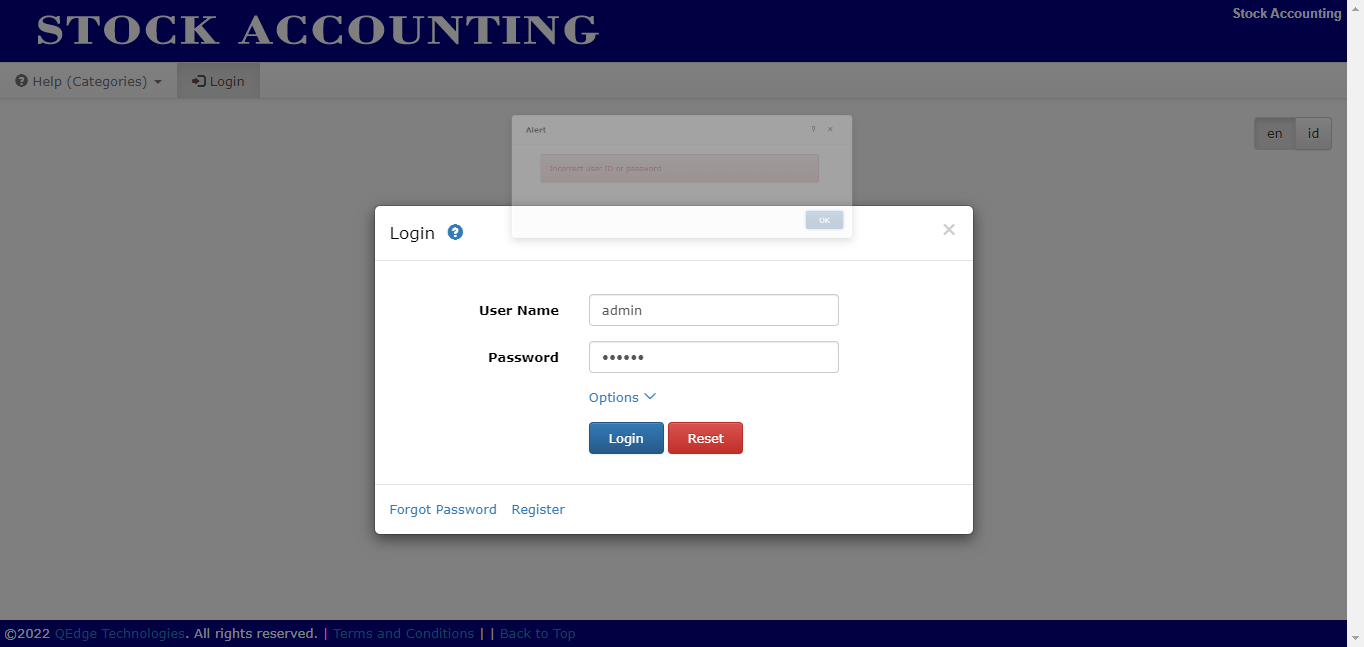 STOCK ACCOUNTING
Stock Accounting
Help (Categories)
Login
en
id
Alert
Incorrect user ID or password
OK
Login
User Name
admin
Password
Options
Login
Reset
Forgot Password
Register
©2022 QEdge Technologies. All rights reserved. | Terms and Conditions | | Back to Top